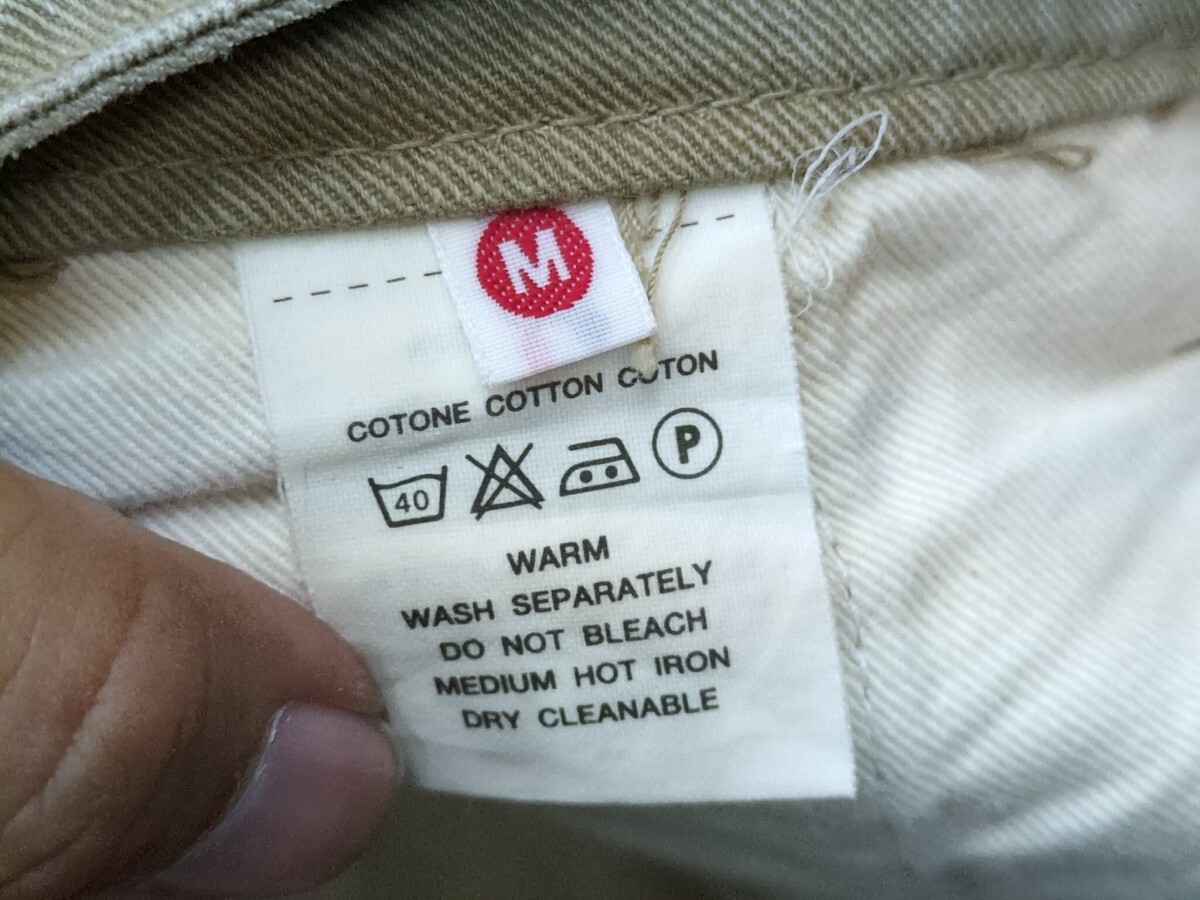 M
COTONE COTTON COTON
40 P
WARM
WASH SEPARATELY
DO NOT BLEACH
MEDIUM HOT IRON
DRY CLEANABLE